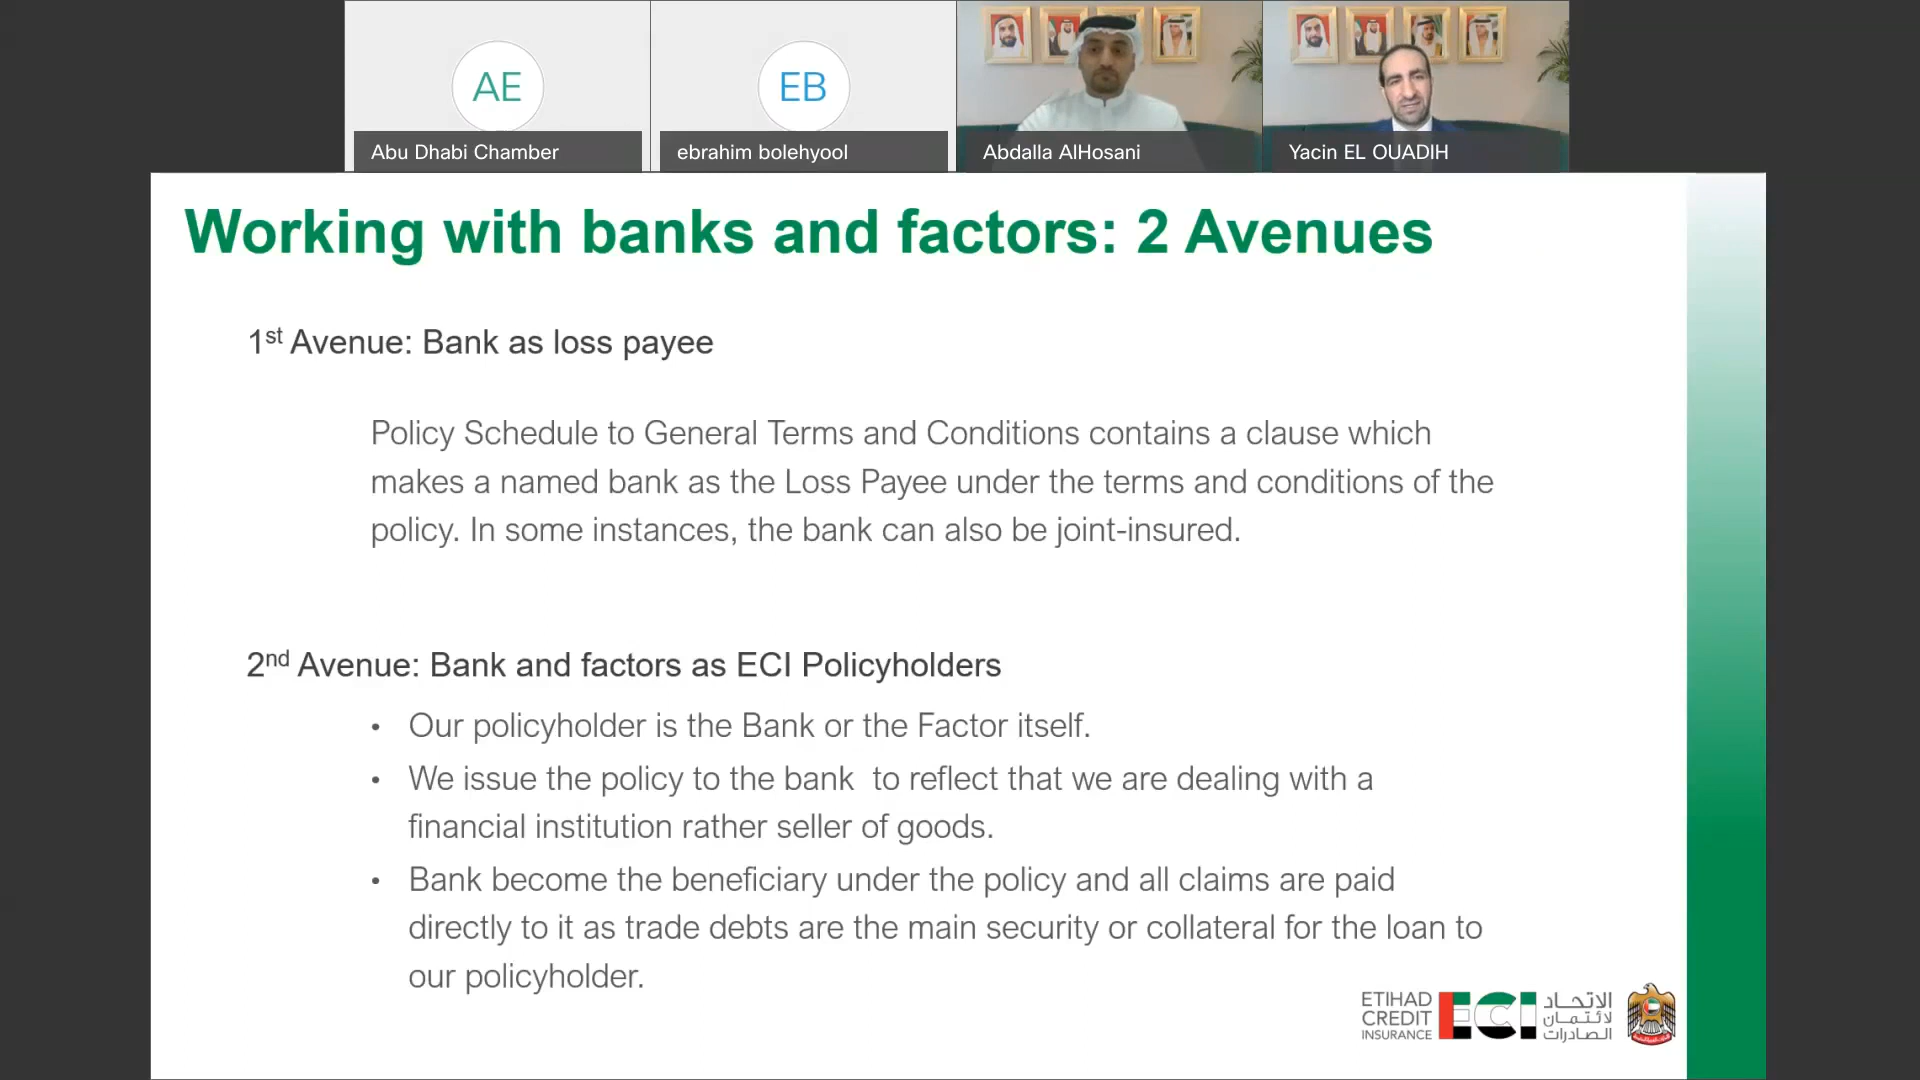 AE
EB
Abu Dhabi Chamber
ebrahim bolehyool
Abdalla AlHosani
Yacin EL OUADIH
Working with banks and factors: 2 Avenues
1st Avenue: Bank as loss payee
Policy Schedule to General Terms and Conditions contains a clause which
makes a named bank as the Loss Payee under the terms and conditions of the
policy. In some instances, the bank can also be joint-insured.
2nd Avenue: Bank and factors as ECI Policyholders
• Our policyholder is the Bank or the Factor itself.
• We issue the policy to the bank  to reflect that we are dealing with a
financial institution rather seller of goods.
• Bank become the beneficiary under the policy and all claims are paid
directly to it as trade debts are the main security or collateral for the loan to
our policyholder.
ETIHAD
CREDIT
INSURANCE
ECI
الاتحاد
لائتمان
الصادرات